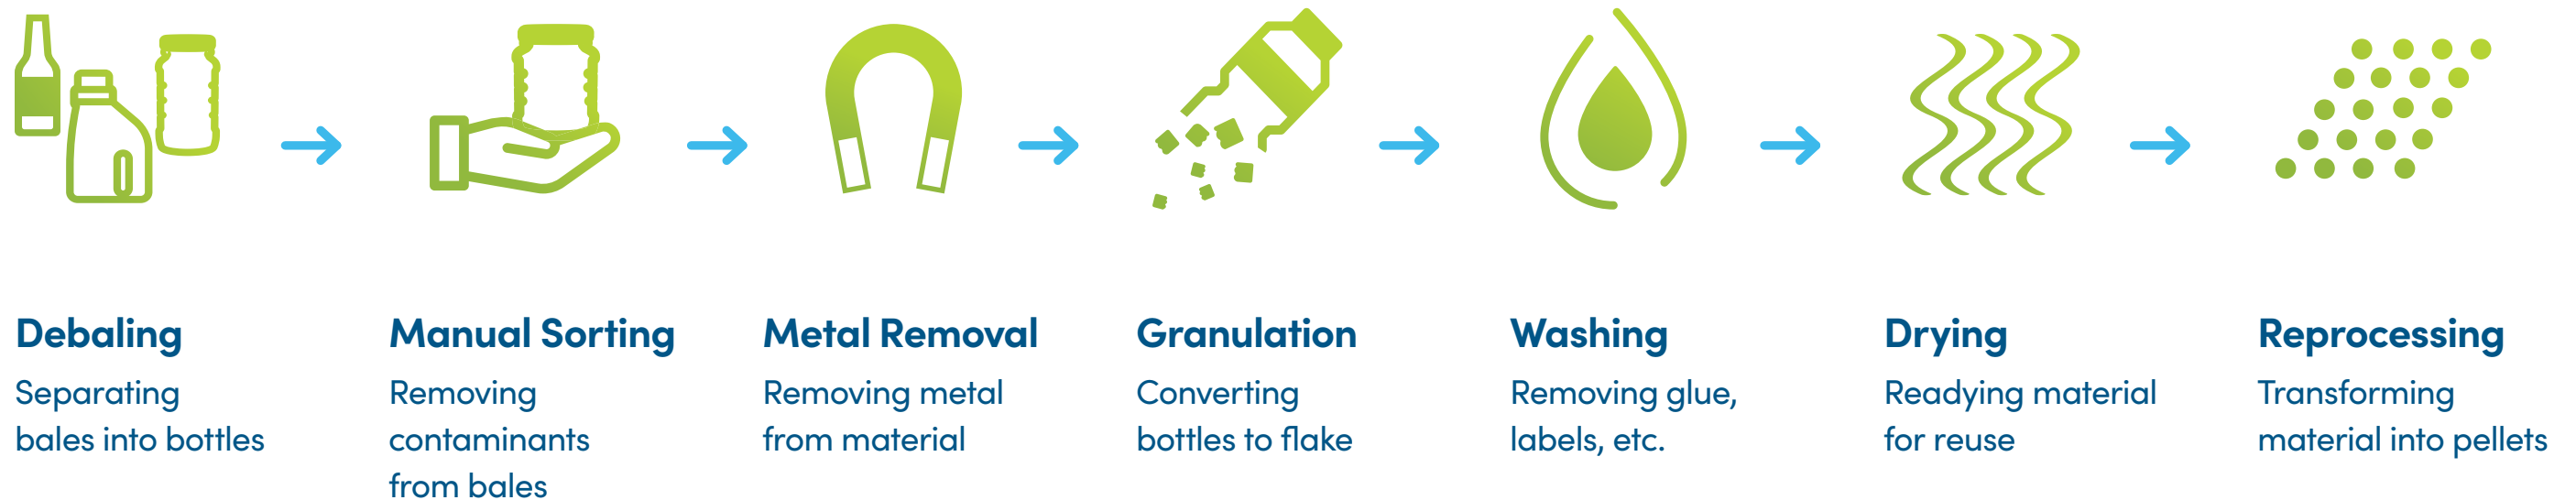 Debaling
Separating
bales into bottles
Manual Sorting
Removing
contaminants
from bales
Metal Removal
Removing metal
from material
Granulation
Converting
bottles to flake
Washing
Removing glue,
labels, etc.
Drying
Readying material
for reuse
Reprocessing
Transforming
material into pellets